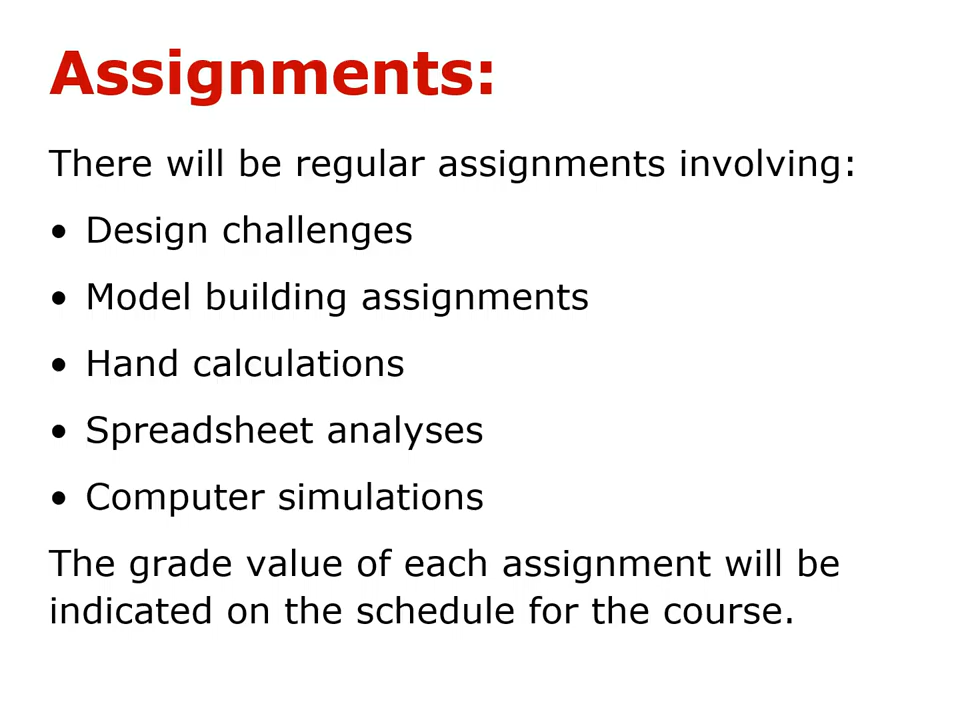 Assignments:
There will be regular assignments involving:
• Design challenges
• Model building assignments
• Hand calculations
• Spreadsheet analyses
• Computer simulations
The grade value of each assignment will be
indicated on the schedule for the course.